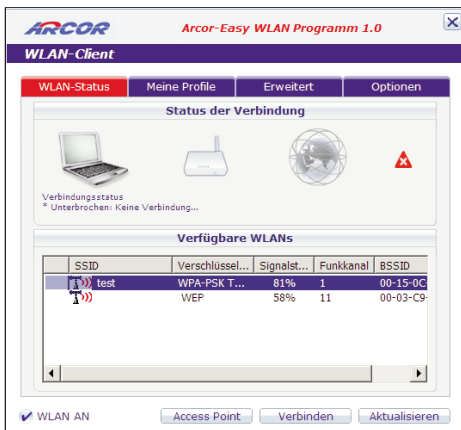 ARCOR Arcor-Easy WLAN Programm 1.0
WLAN-Client
WLAN-Status Meine Profile Erweitert Optionen
Status der Verbindung
Verbindungsstatus
* Unterbrochen: Keine Verbindung...
Verfügbare WLANs
SSID Verschlüssel... Signalst... Funkkanal BSSID
test WPA-PSK T... 81% 1 00-15-0C-
WEP 58% 11 00-03-C9-
WLAN AN Access Point Verbinden Aktualisieren